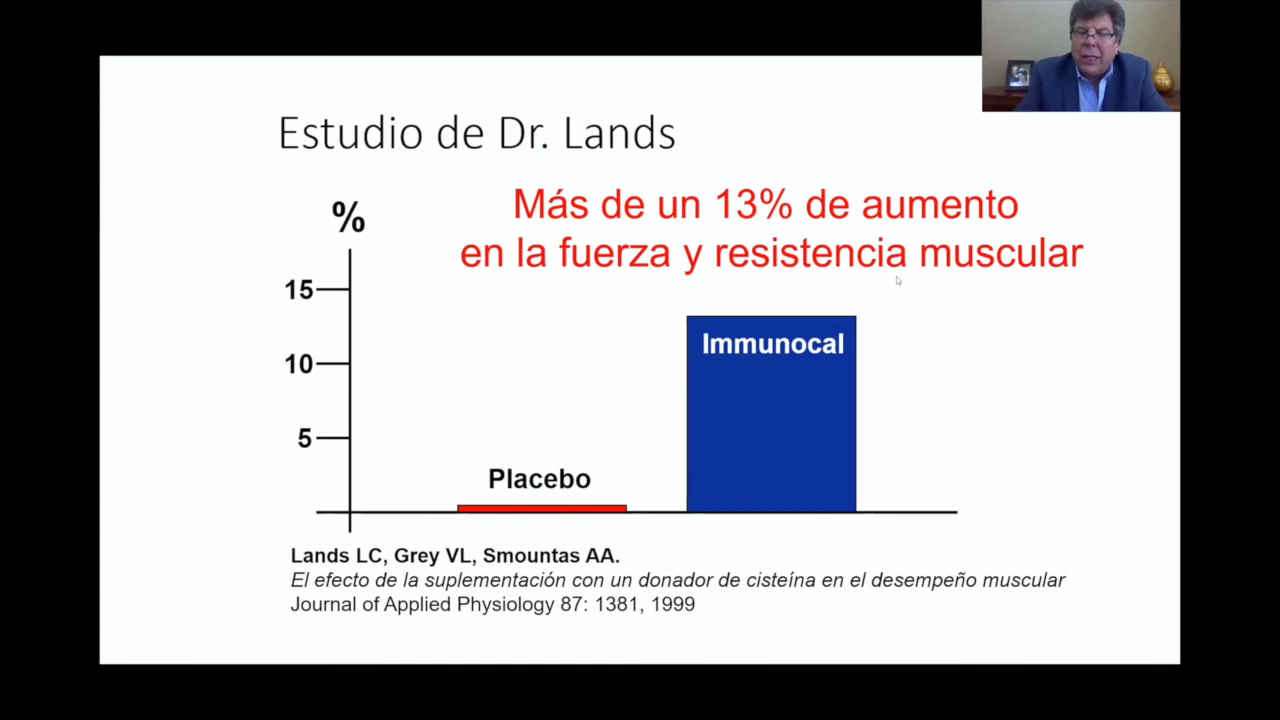 Estudio de Dr. Lands
Más de un 13% de aumento
en la fuerza y resistencia muscular
%
15
10
5
Placebo
Immunocal
Lands LC, Grey VL, Smountas AA.
El efecto de la suplementación con un donador de cisteína en el desempeño muscular
Journal of Applied Physiology 87: 1381, 1999